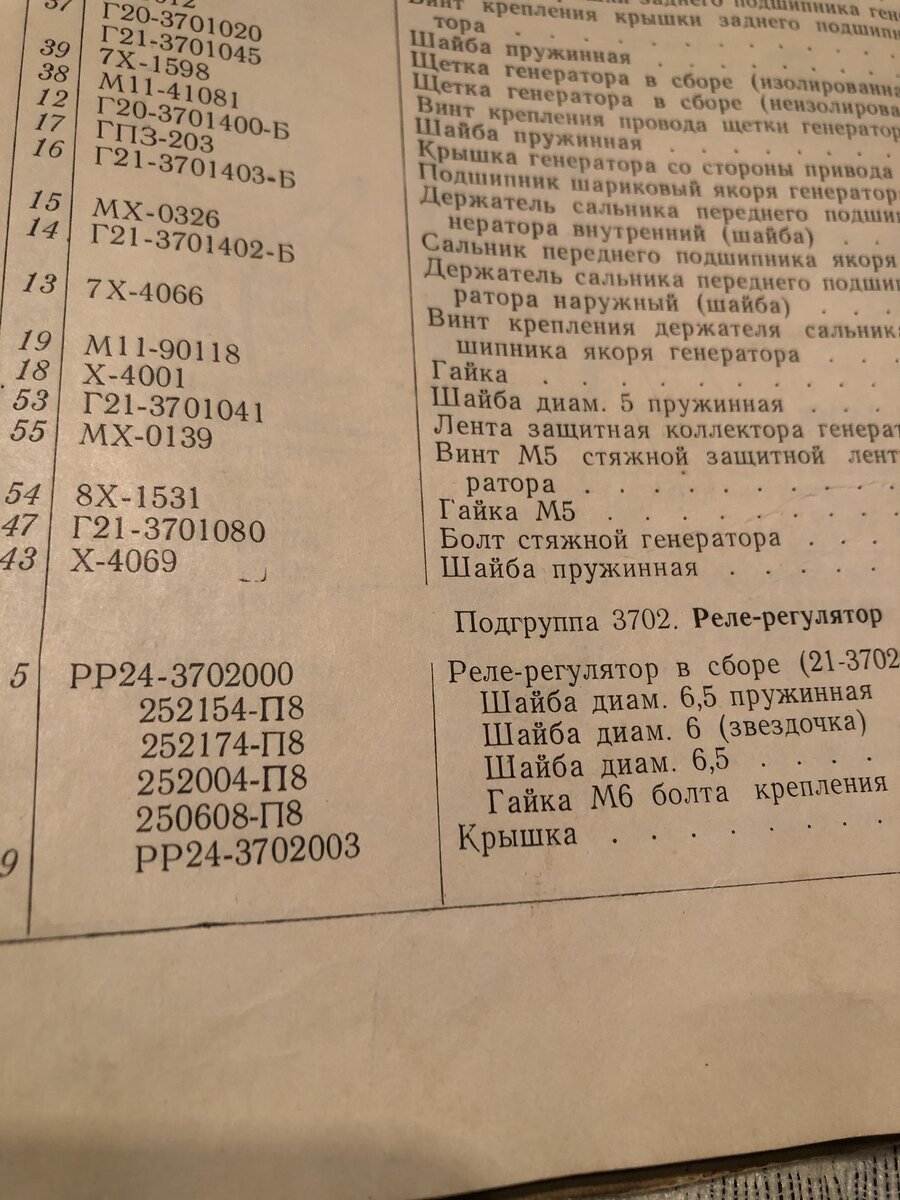 37
Г20-3701020
Г21-3701045
39 7Х-1598
38 М11-41081
12 Г20-3701400-Б
17 ГПЗ-203
16 Г21-3701403-Б
15 МХ-0326
14 Г21-3701402-Б
13 7Х-4066
19 М11-90118
18 Х-4001
53 Г21-3701041
55 МХ-0139
54 8Х-1531
47 Г21-3701080
43 Х-4069
5 РР24-3702000
252154-П8
252174-П8
252004-П8
250608-П8
9 РР24-3702003
Винт крепления крышки заднего подшипника
тора . . . . . . .
Шайба пружинная . . . . .
Щетка генератора в сборе (изолированна
Щетка генератора в сборе (неизолирова
Винт крепления провода щетки генератор
Шайба пружинная . . . . .
Крышка генератора со стороны привода
Подшипник шариковый якоря генератор
Держатель сальника переднего подши
нератора внутренний (шайба) . .
Сальник переднего подшипника якоря
Держатель сальника переднего подши
ратора наружный (шайба) . . .
Винт крепления держателя сальник
шипника якоря генератора . . .
Гайка . . . . . . . .
Шайба диам. 5 пружинная . . .
Лента защитная коллектора генерат
Винт М5 стяжной защитной лент
ратора . . . . . . . . .
Гайка М5 . . . . . . . .
Болт стяжной генератора . . .
Шайба пружинная . . . . .
Подгруппа 3702. Реле-регулятор
Реле-регулятор в сборе (21-3702
Шайба диам. 6,5 пружинная
Шайба диам. 6 (звездочка)
Шайба диам. 6,5 . . . .
Гайка М6 болта крепления
Крышка . . . . . . . .